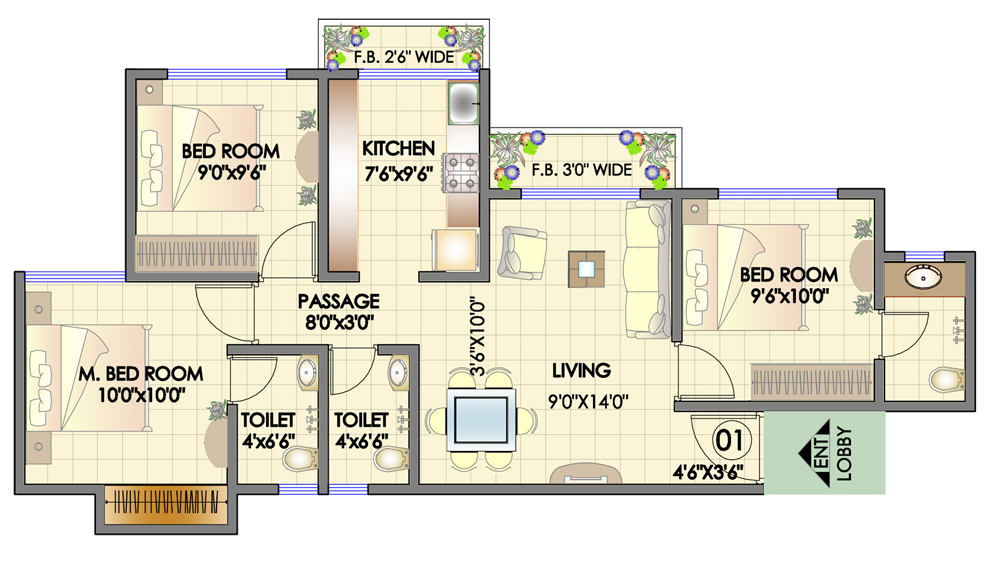 F.B. 2'6" WIDE
BED ROOM
9'0"x9'6"
KITCHEN
7'6"x9'6"
F.B. 3'0" WIDE
BED ROOM
9'6"x10'0"
PASSAGE
8'0"x3'0"
3'6"X10'0"
M. BED ROOM
10'0"x10'0"
LIVING
9'0"X14'0"
TOILET
4'x6'6"
TOILET
4'x6'6"
01
4'6"X3'6"
ENT
LOBBY